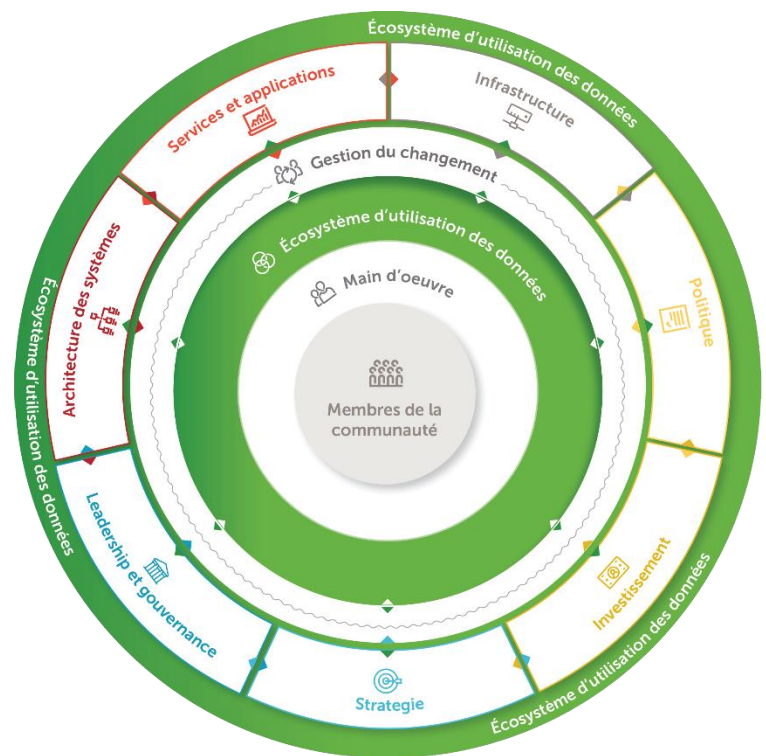 Écosystème d'utilisation des données
Services et applications
Infrastructure
Gestion du changement
Écosystème d'utilisation des données
Main d'oeuvre
Membres de la
communauté
Architecture des systèmes
Politique
Écosystème d'utilisation des données
Leadership et gouvernance
Investissement
Strategie
Écosystème d'utilisation des données